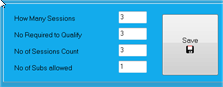 How Many Sessions 3
No Required to Qualify 3
No of Sessions Count 3
No of Subs allowed 1
Save